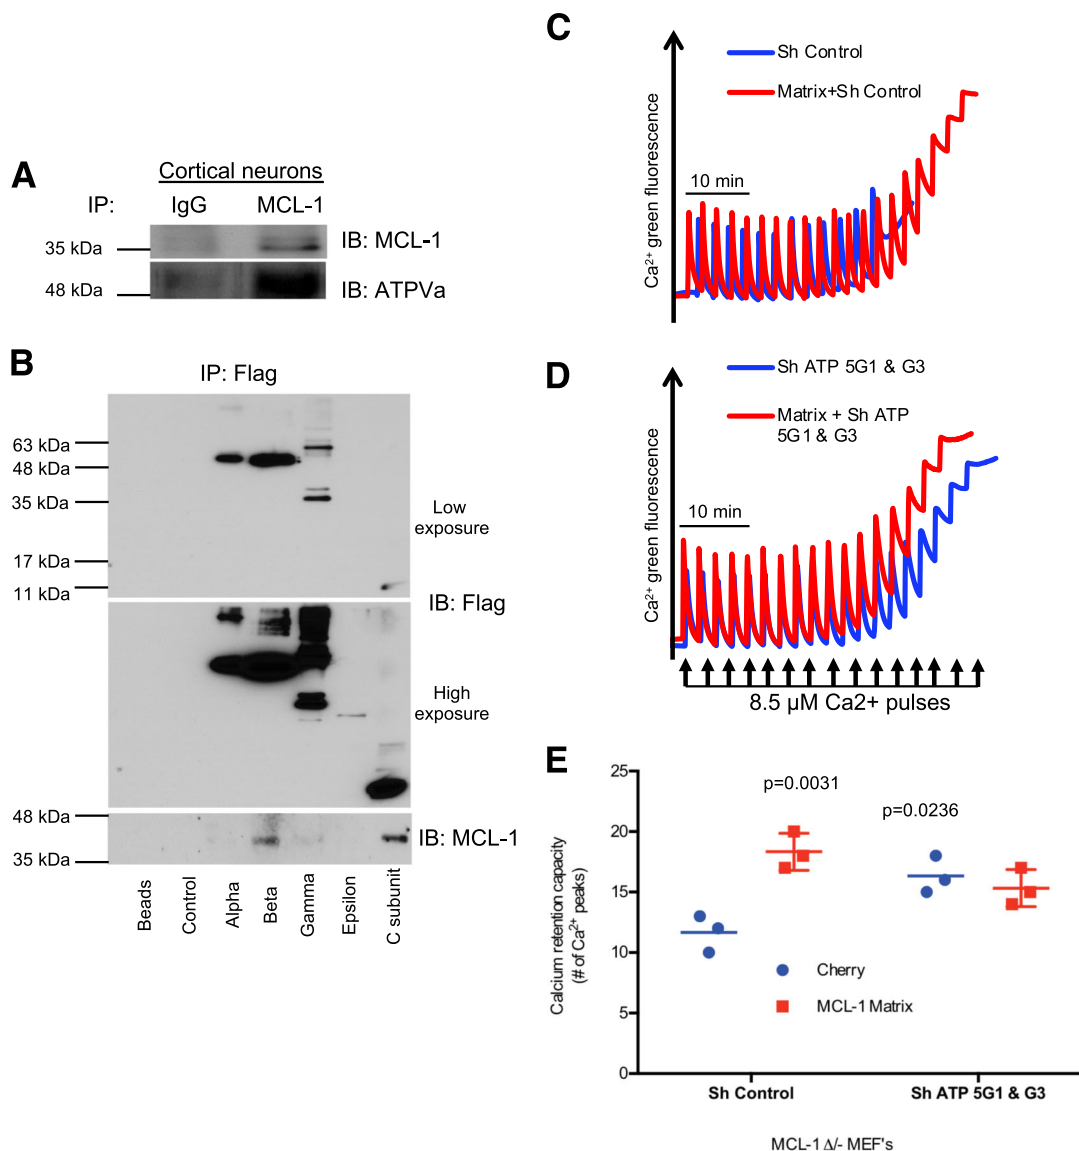 A
Cortical neurons
IP: IgG MCL-1
35 kDa
IB: MCL-1
48 kDa
IB: ATPVa
B
IP: Flag
63 kDa
48 kDa
35 kDa
17 kDa
11 kDa
Low
exposure
IB: Flag
High
exposure
48 kDa
35 kDa
IB: MCL-1
Beads
Control
Alpha
Beta
Gamma
Epsilon
C subunit
C
Sh Control
Matrix+Sh Control
10 min
Ca2+ green fluorescence
D
Sh ATP 5G1 & G3
Matrix + Sh ATP
5G1 & G3
10 min
Ca2+ green fluorescence
8.5 µM Ca2+ pulses
E
25
20
15
10
5
0
Calcium retention capacity
(# of Ca2+ peaks)
p=0.0031
p=0.0236
Cherry
MCL-1 Matrix
Sh Control
Sh ATP 5G1 & G3
MCL-1 Δ/- MEF's